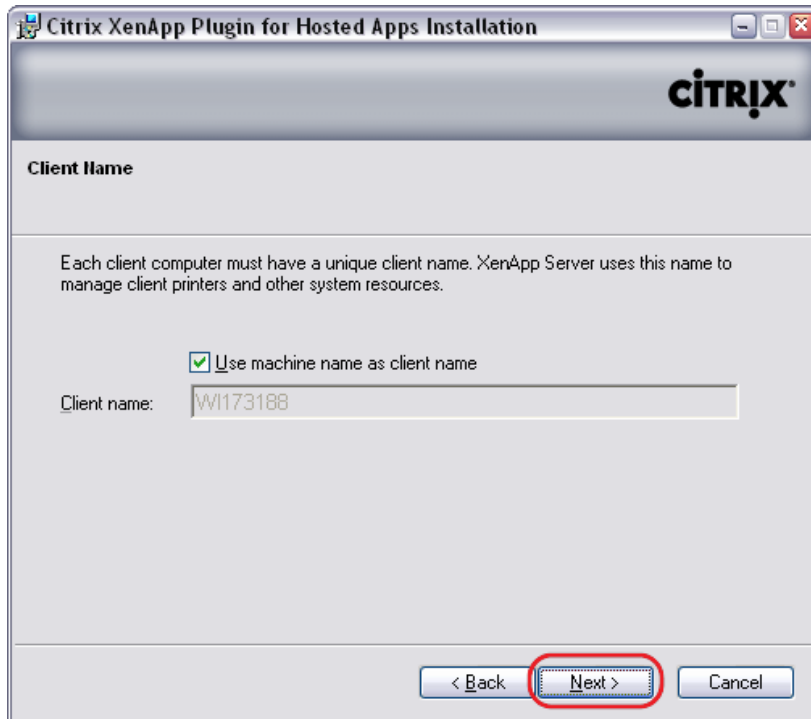 Citrix XenApp Plugin for Hosted Apps Installation
CITRIX
Client Name
Each client computer must have a unique client name. XenApp Server uses this name to
manage client printers and other system resources.
Use machine name as client name
Client name: WI173188
< Back Next > Cancel